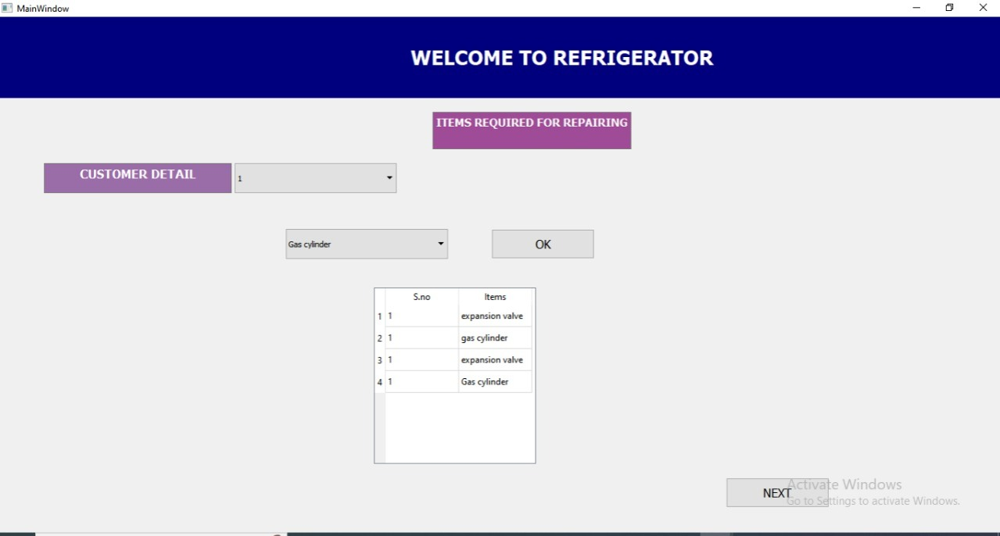 MainWindow
WELCOME TO REFRIGERATOR
ITEMS REQUIRED FOR REPAIRING
CUSTOMER DETAIL 1
Gas cylinder OK
S.no Items
1 1 expansion valve
2 1 gas cylinder
3 1 expansion valve
4 1 Gas cylinder
Activate Windows
NEXT
Go to Settings to activate Windows.